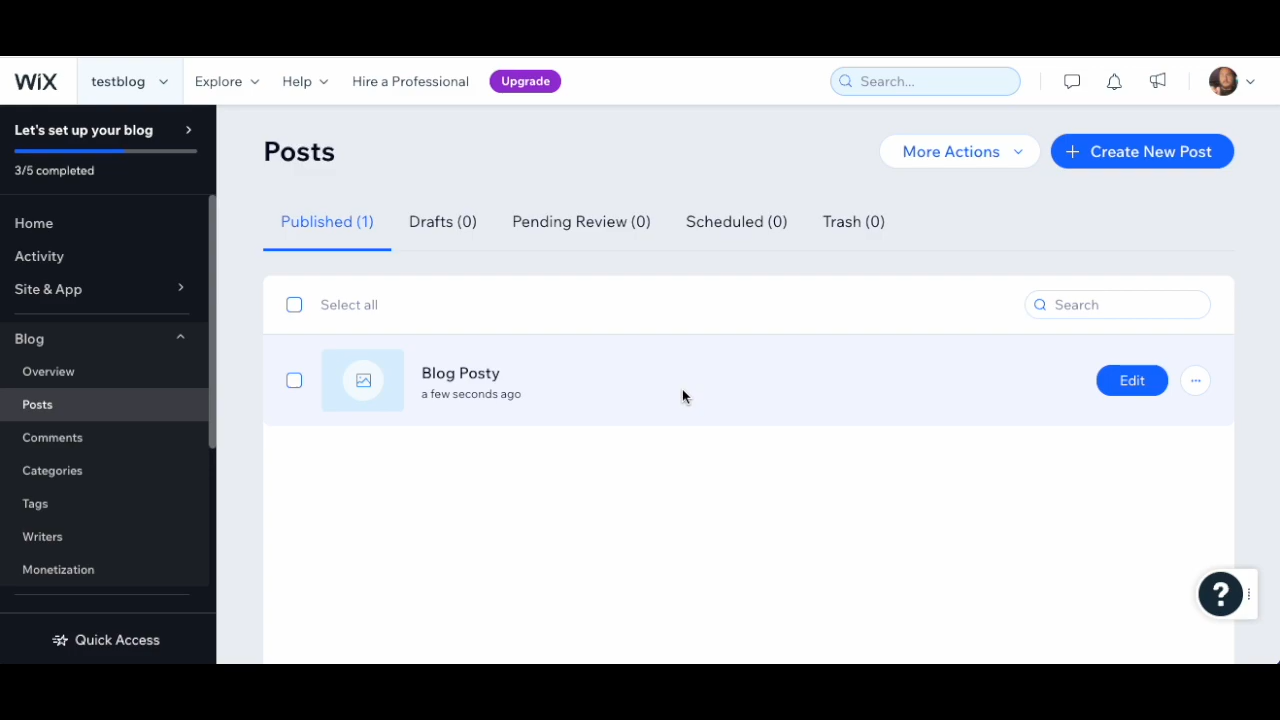 WiX testblog Explore Help Hire a Professional Upgrade Search...
Let's set up your blog
3/5 completed
Home
Activity
Site & App
Blog
Overview
Posts
Comments
Categories
Tags
Writers
Monetization
Quick Access
Posts
More Actions
+ Create New Post
Published (1) Drafts (0) Pending Review (0) Scheduled (0) Trash (0)
Select all Search
Blog Posty
a few seconds ago
Edit ...
?